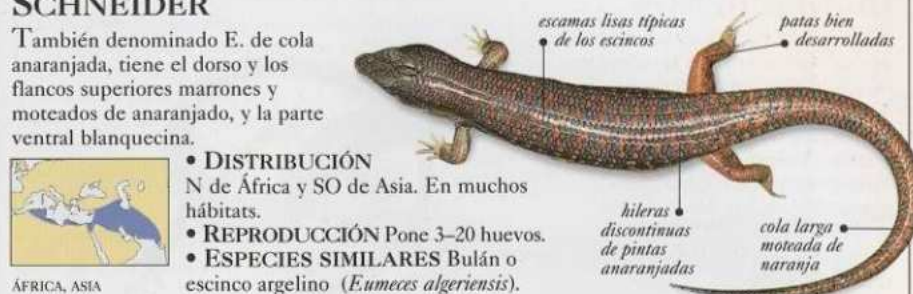 SCHNEIDER
También denominado E. de cola
anaranjada, tiene el dorso y los
flancos superiores marrones y
moteados de anaranjado, y la parte
ventral blanquecina.
• DISTRIBUCIÓN
N de África y SO de Asia. En muchos
hábitats.
• REPRODUCCIÓN Pone 3–20 huevos.
• ESPECIES SIMILARES Bulán o
escinco argelino (Eumeces algeriensis).
ÁFRICA, ASIA
escamas lisas típicas
de los escincos
patas bien
desarrolladas
hileras
discontinuas
de pintas
anaranjadas
cola larga
moteada de
naranja